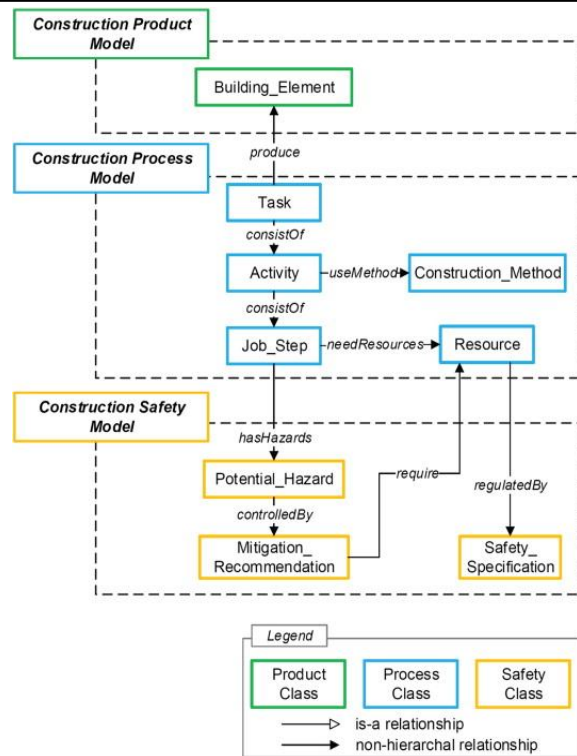 Construction Product
Model
Building_Element
produce
Construction Process
Model
Task
consistOf
Activity
useMethod
Construction_Method
consistOf
Job_Step
needResources
Resource
Construction Safety
Model
hasHazards
Potential_Hazard
require
regulatedBy
controlledBy
Mitigation_
Recommendation
Safety_
Specification
Legend
Product
Class
Process
Class
Safety
Class
is-a relationship
non-hierarchal relationship